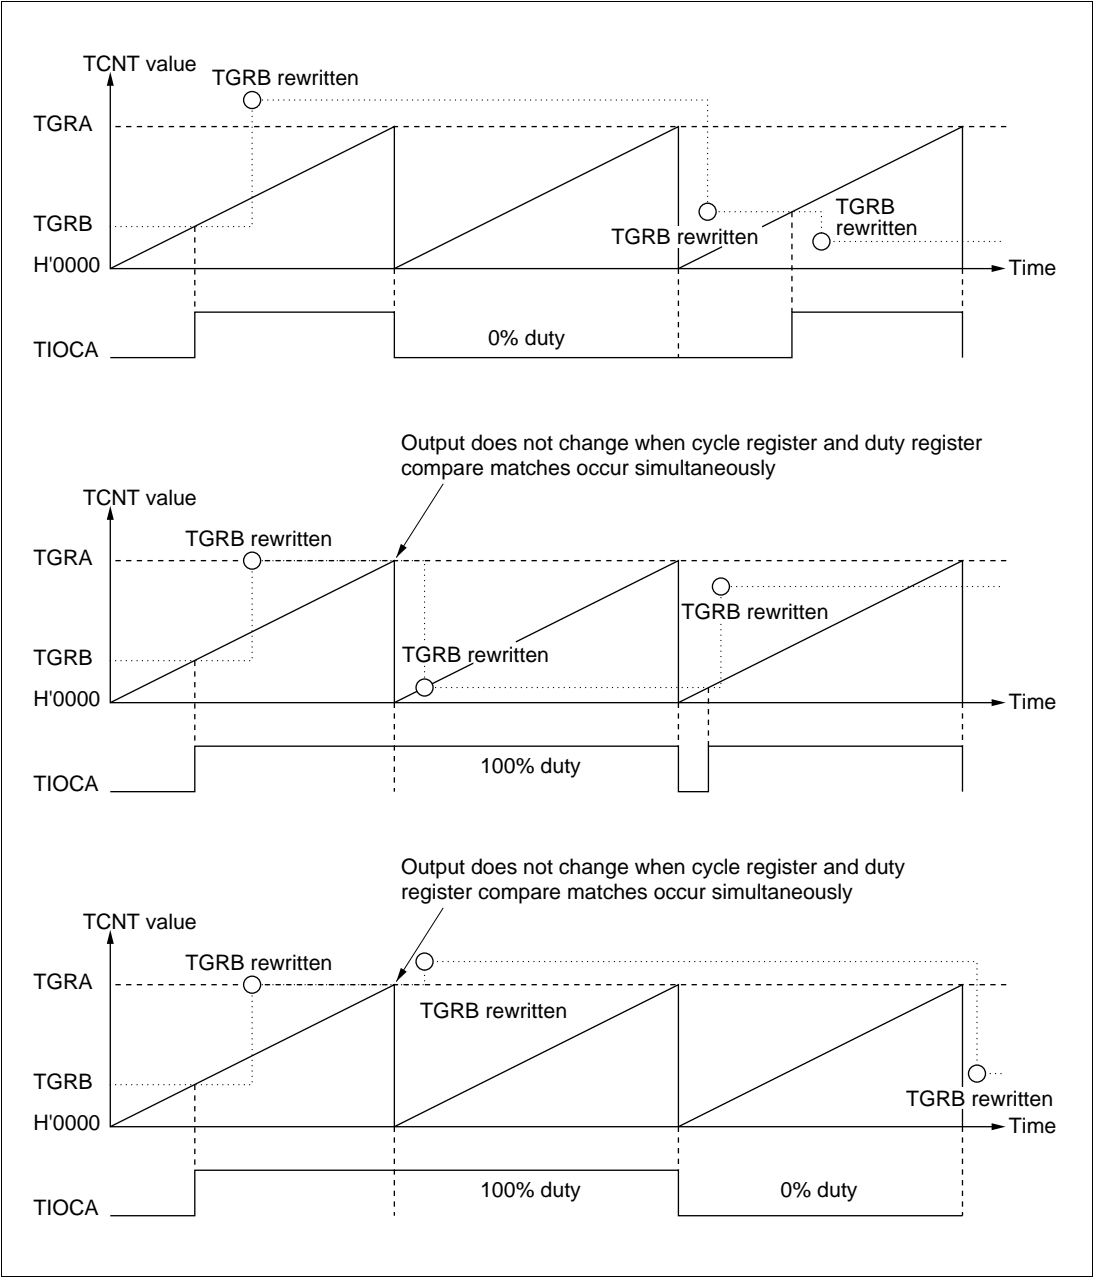 TCNT value
TGRB rewritten
TGRA
TGRB
TGRB
rewritten
TGRB rewritten
H'0000
Time
0% duty
TIOCA
Output does not change when cycle register and duty register
compare matches occur simultaneously
TCNT value
TGRB rewritten
TGRA
TGRB rewritten
TGRB
TGRB rewritten
H'0000
Time
100% duty
TIOCA
Output does not change when cycle register and duty
register compare matches occur simultaneously
TCNT value
TGRB rewritten
TGRA
TGRB rewritten
TGRB
TGRB rewritten
H'0000
Time
100% duty
0% duty
TIOCA